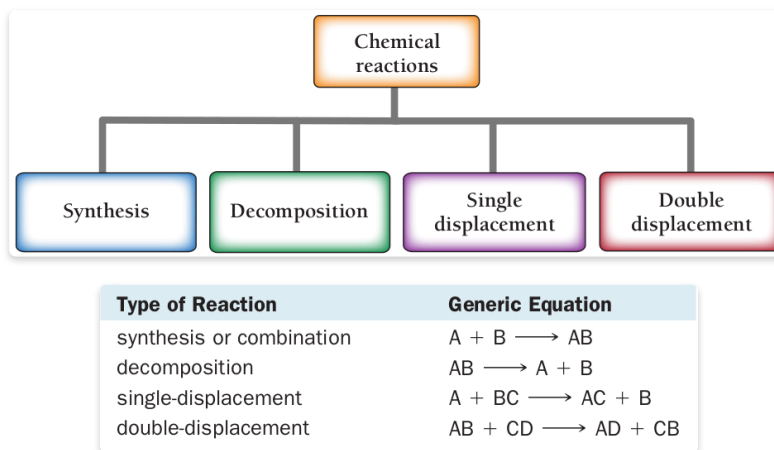 Chemical
reactions
Synthesis
Decomposition
Single
displacement
Double
displacement
Type of Reaction Generic Equation
synthesis or combination A + B ⟶ AB
decomposition AB ⟶ A + B
single-displacement A + BC ⟶ AC + B
double-displacement AB + CD ⟶ AD + CB